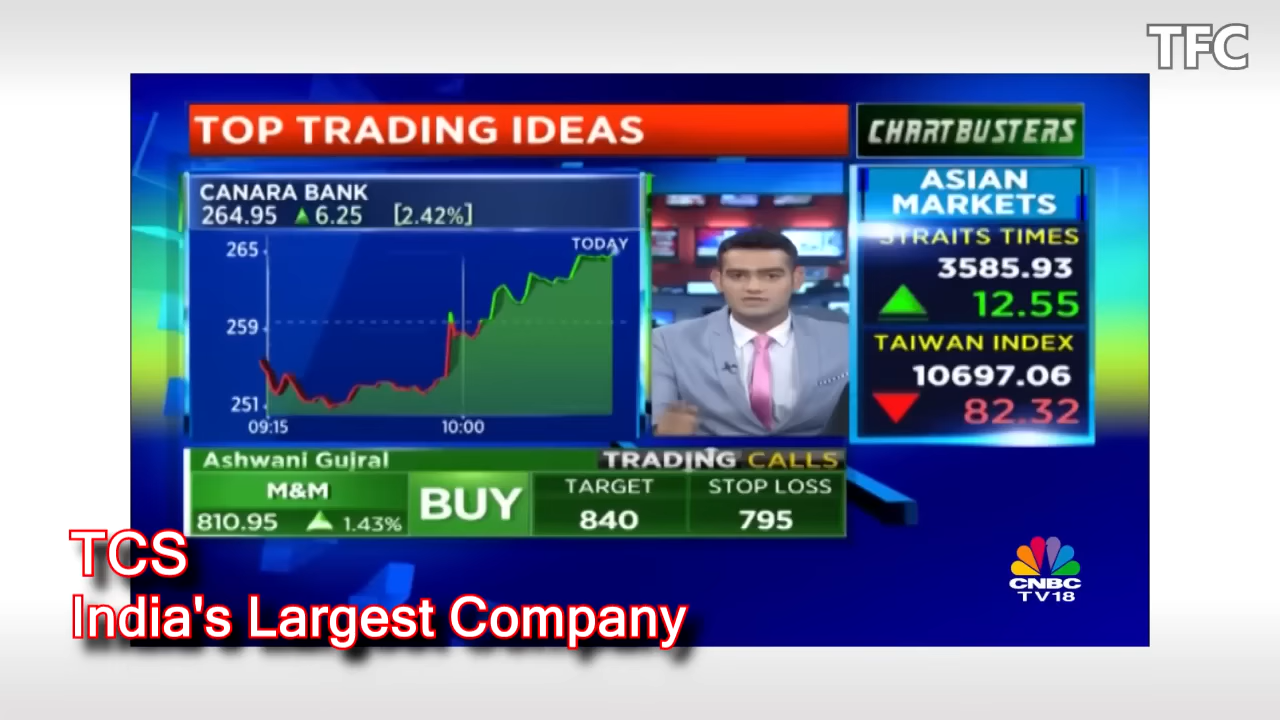 TFC
TOP TRADING IDEAS
CHARTBUSTERS
CANARA BANK
264.95 ▲ 6.25 [2.42%]
TODAY
265
259
251
09:15 10:00
ASIAN
MARKETS
STRAITS TIMES
3585.93
▲ 12.55
TAIWAN INDEX
10697.06
▼ 82.32
Ashwani Gujral
TRADING CALLS
M&M
810.95 ▲ 1.43%
BUY
TARGET
840
STOP LOSS
795
TCS
India's Largest Company
CNBC
TV18